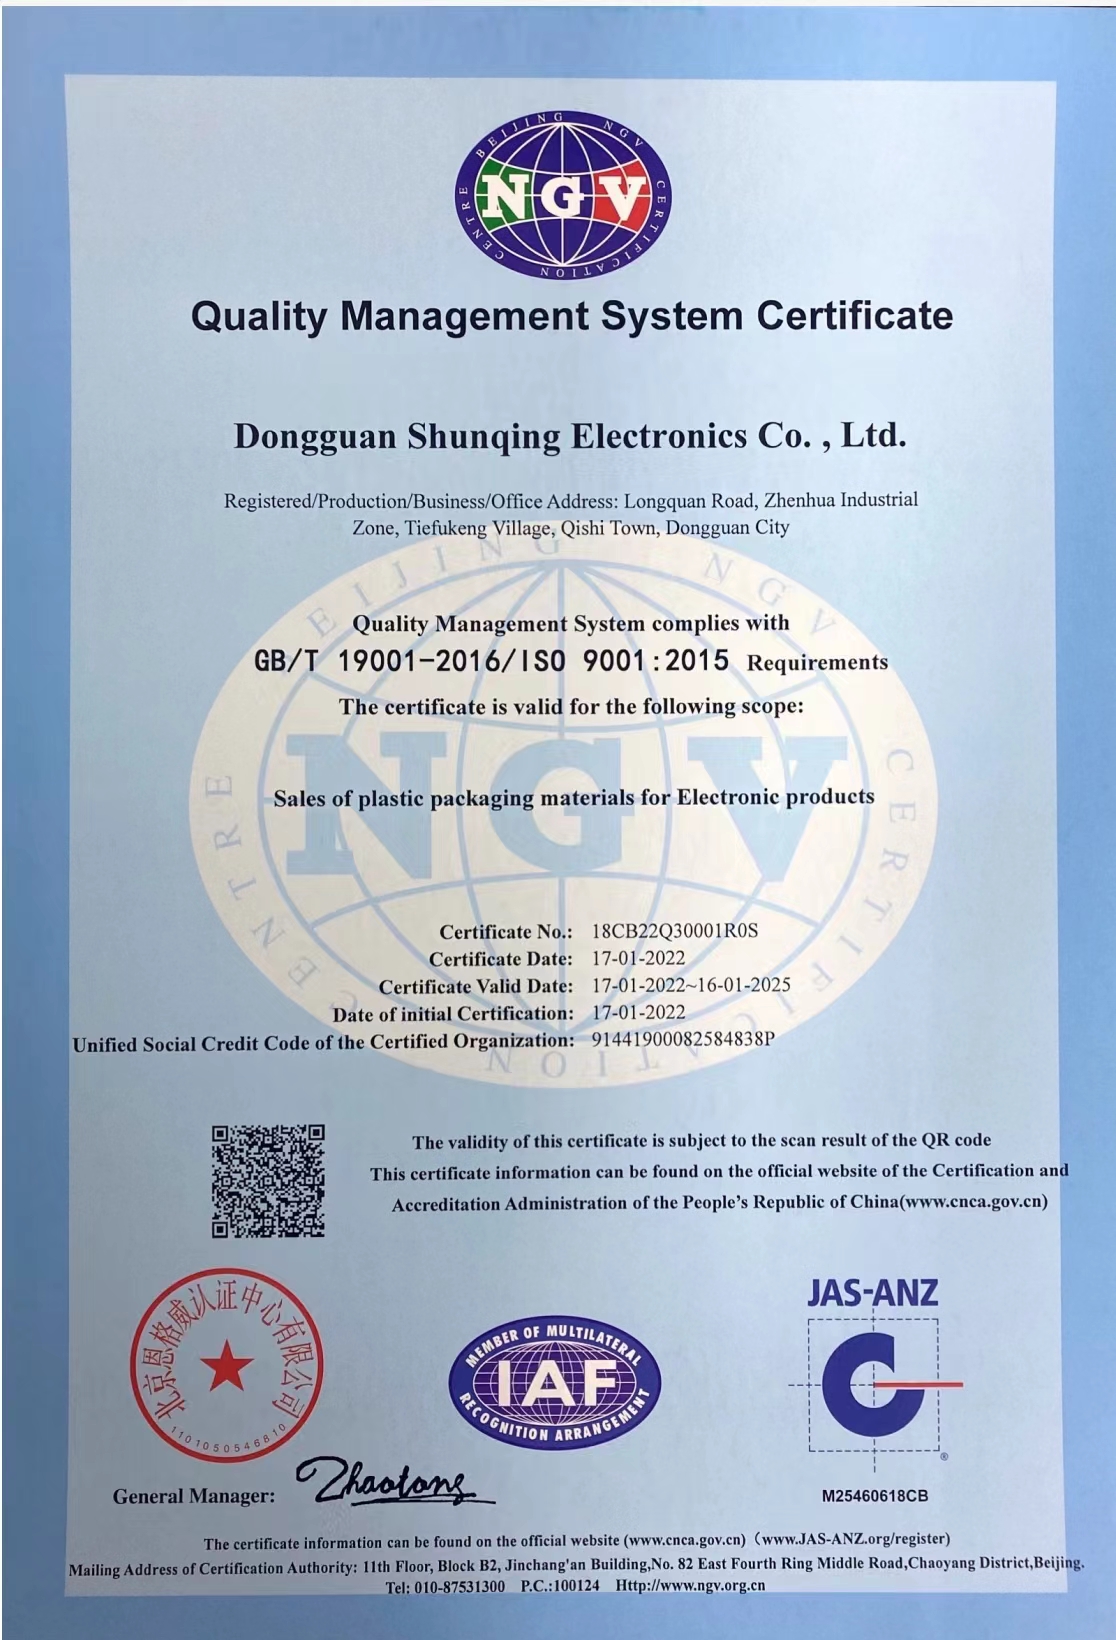 BEIJING NGV CERTIFICATION CENTRE
NGV
Quality Management System Certificate
Dongguan Shunqing Electronics Co. , Ltd.
Registered/Production/Business/Office Address: Longquan Road, Zhenhua Industrial
Zone, Tiefukeng Village, Qishi Town, Dongguan City
BEIJING NGV CERTIFICATION CENTRE
NGV
Quality Management System complies with
GB/T 19001-2016/ISO 9001:2015 Requirements
The certificate is valid for the following scope:
Sales of plastic packaging materials for Electronic products
Certificate No.: 18CB22Q30001R0S
Certificate Date: 17-01-2022
Certificate Valid Date: 17-01-2022~16-01-2025
Date of initial Certification: 17-01-2022
Unified Social Credit Code of the Certified Organization: 91441900082584838P
The validity of this certificate is subject to the scan result of the QR code
This certificate information can be found on the official website of the Certification and
Accreditation Administration of the People's Republic of China(www.cnca.gov.cn)
北京恩格威认证中心有限公司
1101050546810
MEMBER OF MULTILATERAL
IAF
RECOGNITION ARRANGEMENT
JAS-ANZ
®
M25460618CB
General Manager: Zhaotong
The certificate information can be found on the official website (www.cnca.gov.cn)（www.JAS-ANZ.org/register)
Mailing Address of Certification Authority: 11th Floor, Block B2, Jinchang'an Building,No. 82 East Fourth Ring Middle Road,Chaoyang District,Beijing.
Tel: 010-87531300 P.C.:100124 Http://www.ngv.org.cn